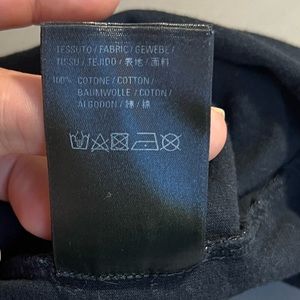 TESSUTO / FABRIC / GEWEBE /
TISSU / TEJIDO / 表地 / 面料
100% COTONE / COTTON /
BAUMWOLLE / COTON /
ALGODON / 綿 / 棉